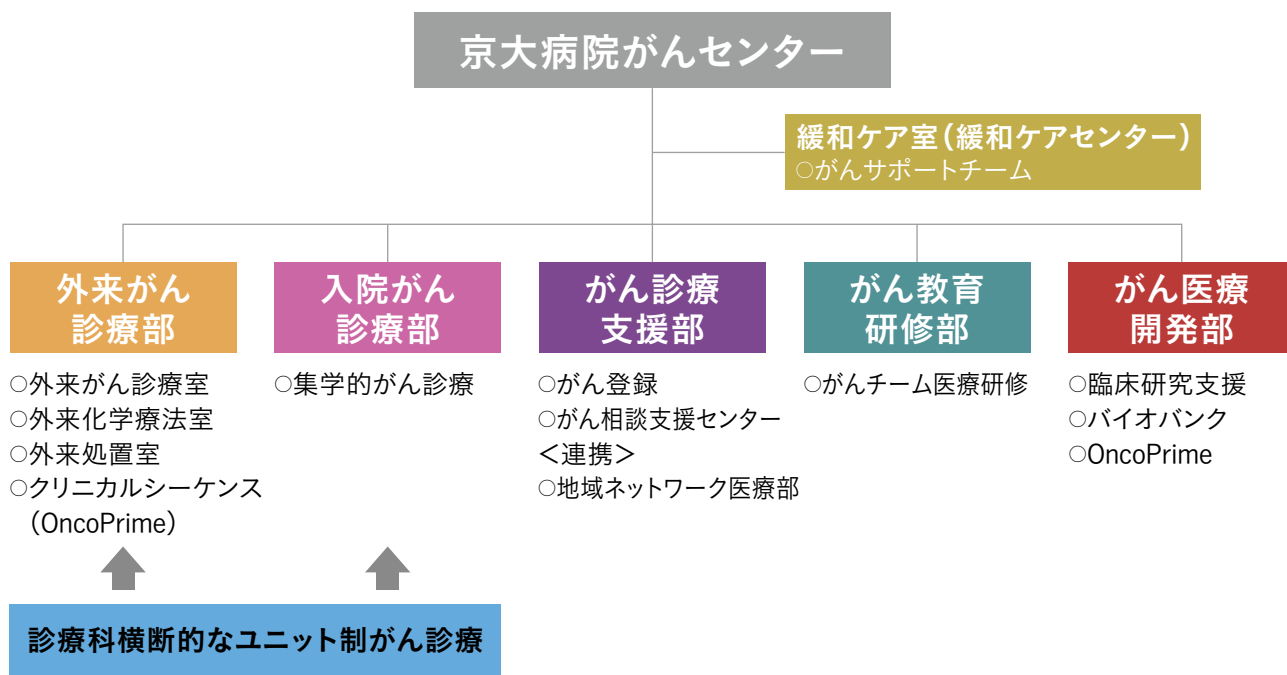 京大病院がんセンター
緩和ケア室(緩和ケアセンター)
○がんサポートチーム
外来がん
診療部
○外来がん診療室
○外来化学療法室
○外来処置室
○クリニカルシーケンス
（OncoPrime）
入院がん
診療部
○集学的がん診療
がん診療
支援部
○がん登録
○がん相談支援センター
＜連携＞
○地域ネットワーク医療部
がん教育
研修部
○がんチーム医療研修
がん医療
開発部
○臨床研究支援
○バイオバンク
○OncoPrime
診療科横断的なユニット制がん診療